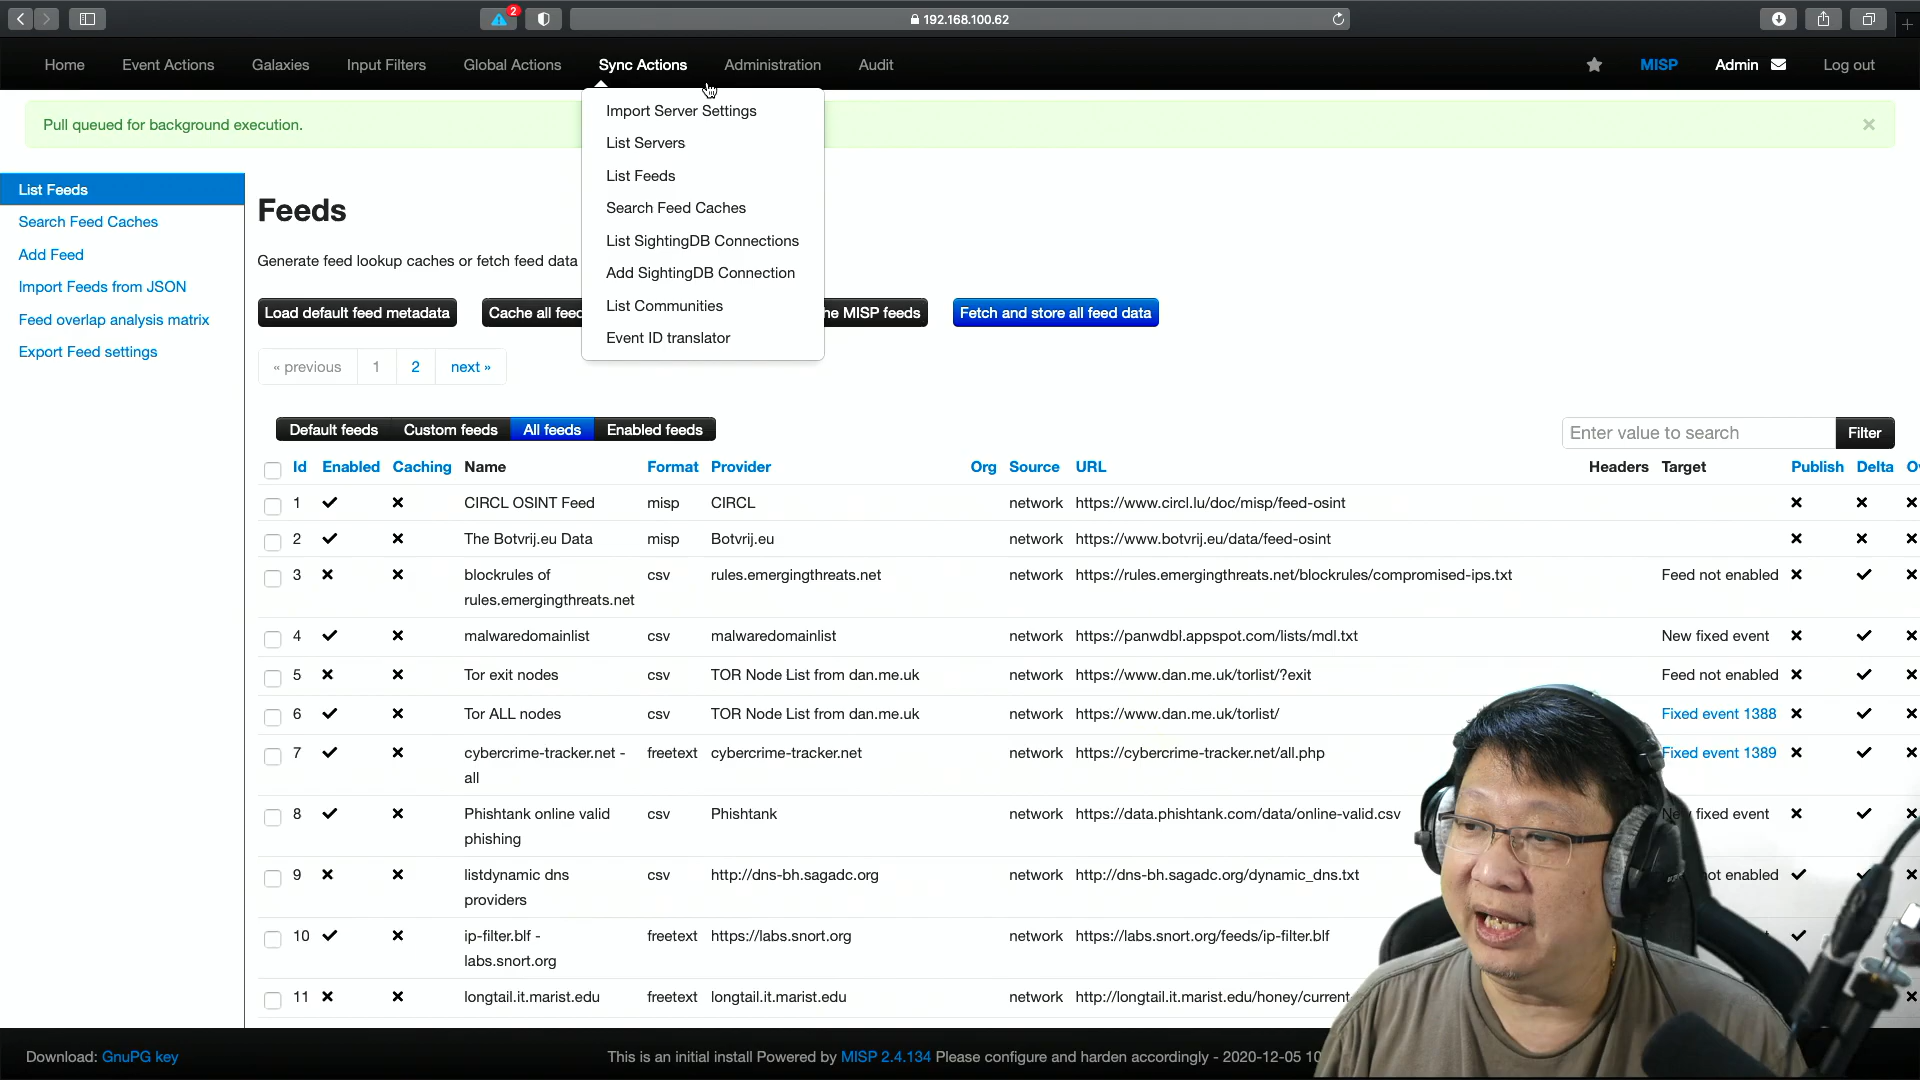 2
192.168.100.62
Home Event Actions Galaxies Input Filters Global Actions Sync Actions Administration Audit MISP Admin Log out
Pull queued for background execution.
Import Server Settings
List Servers
List Feeds
Search Feed Caches
List SightingDB Connections
Add SightingDB Connection
List Communities
Event ID translator
List Feeds
Search Feed Caches
Add Feed
Import Feeds from JSON
Feed overlap analysis matrix
Export Feed settings
Feeds
Generate feed lookup caches or fetch feed data
Load default feed metadata Cache all MISP feeds Fetch and store all feed data
« previous 1 2 next »
Default feeds Custom feeds All feeds Enabled feeds Enter value to search Filter
Id Enabled Caching Name Format Provider Org Source URL Headers Target Publish Delta
1 CIRCL OSINT Feed misp CIRCL network https://www.circl.lu/doc/misp/feed-osint
2 The Botvrij.eu Data misp Botvrij.eu network https://www.botvrij.eu/data/feed-osint
3 blockrules of csv rules.emergingthreats.net network https://rules.emergingthreats.net/blockrules/compromised-ips.txt Feed not enabled
rules.emergingthreats.net
4 malwaredomainlist csv malwaredomainlist network https://panwdbl.appspot.com/lists/mdl.txt New fixed event
5 Tor exit nodes csv TOR Node List from dan.me.uk network https://www.dan.me.uk/torlist/?exit Feed not enabled
6 Tor ALL nodes csv TOR Node List from dan.me.uk network https://www.dan.me.uk/torlist/ Fixed event 1388
7 cybercrime-tracker.net - freetext cybercrime-tracker.net network https://cybercrime-tracker.net/all.php Fixed event 1389
all
8 Phishtank online valid csv Phishtank network https://data.phishtank.com/data/online-valid.csv New fixed event
phishing
9 listdynamic dns csv http://dns-bh.sagadc.org network http://dns-bh.sagadc.org/dynamic_dns.txt not enabled
providers
10 ip-filter.blf - freetext https://labs.snort.org network https://labs.snort.org/feeds/ip-filter.blf
labs.snort.org
11 longtail.it.marist.edu freetext longtail.it.marist.edu network http://longtail.it.marist.edu/honey/current
Download: GnuPG key This is an initial install Powered by MISP 2.4.134 Please configure and harden accordingly - 2020-12-05 10